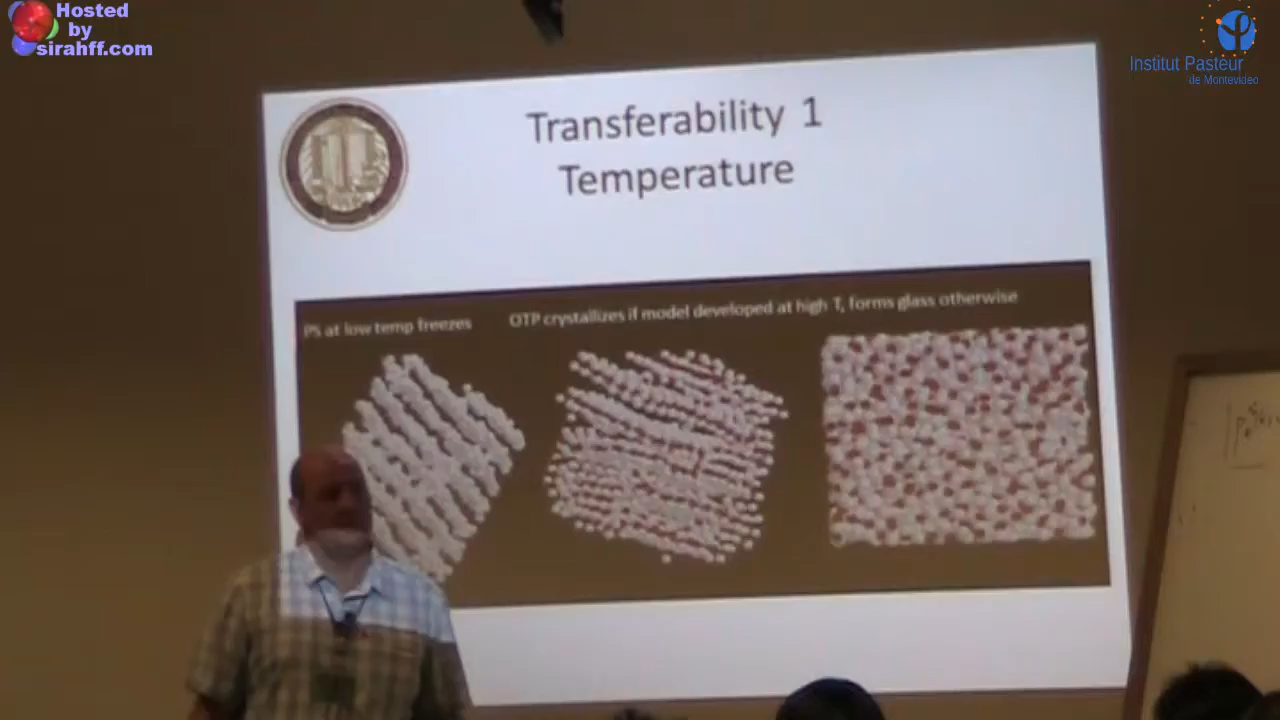 Hosted
by
sirahff.com
Institut Pasteur
de Montevideo
Transferability 1
Temperature
PS at low temp freezes
OTP crystallizes if model developed at high T, forms glass otherwise